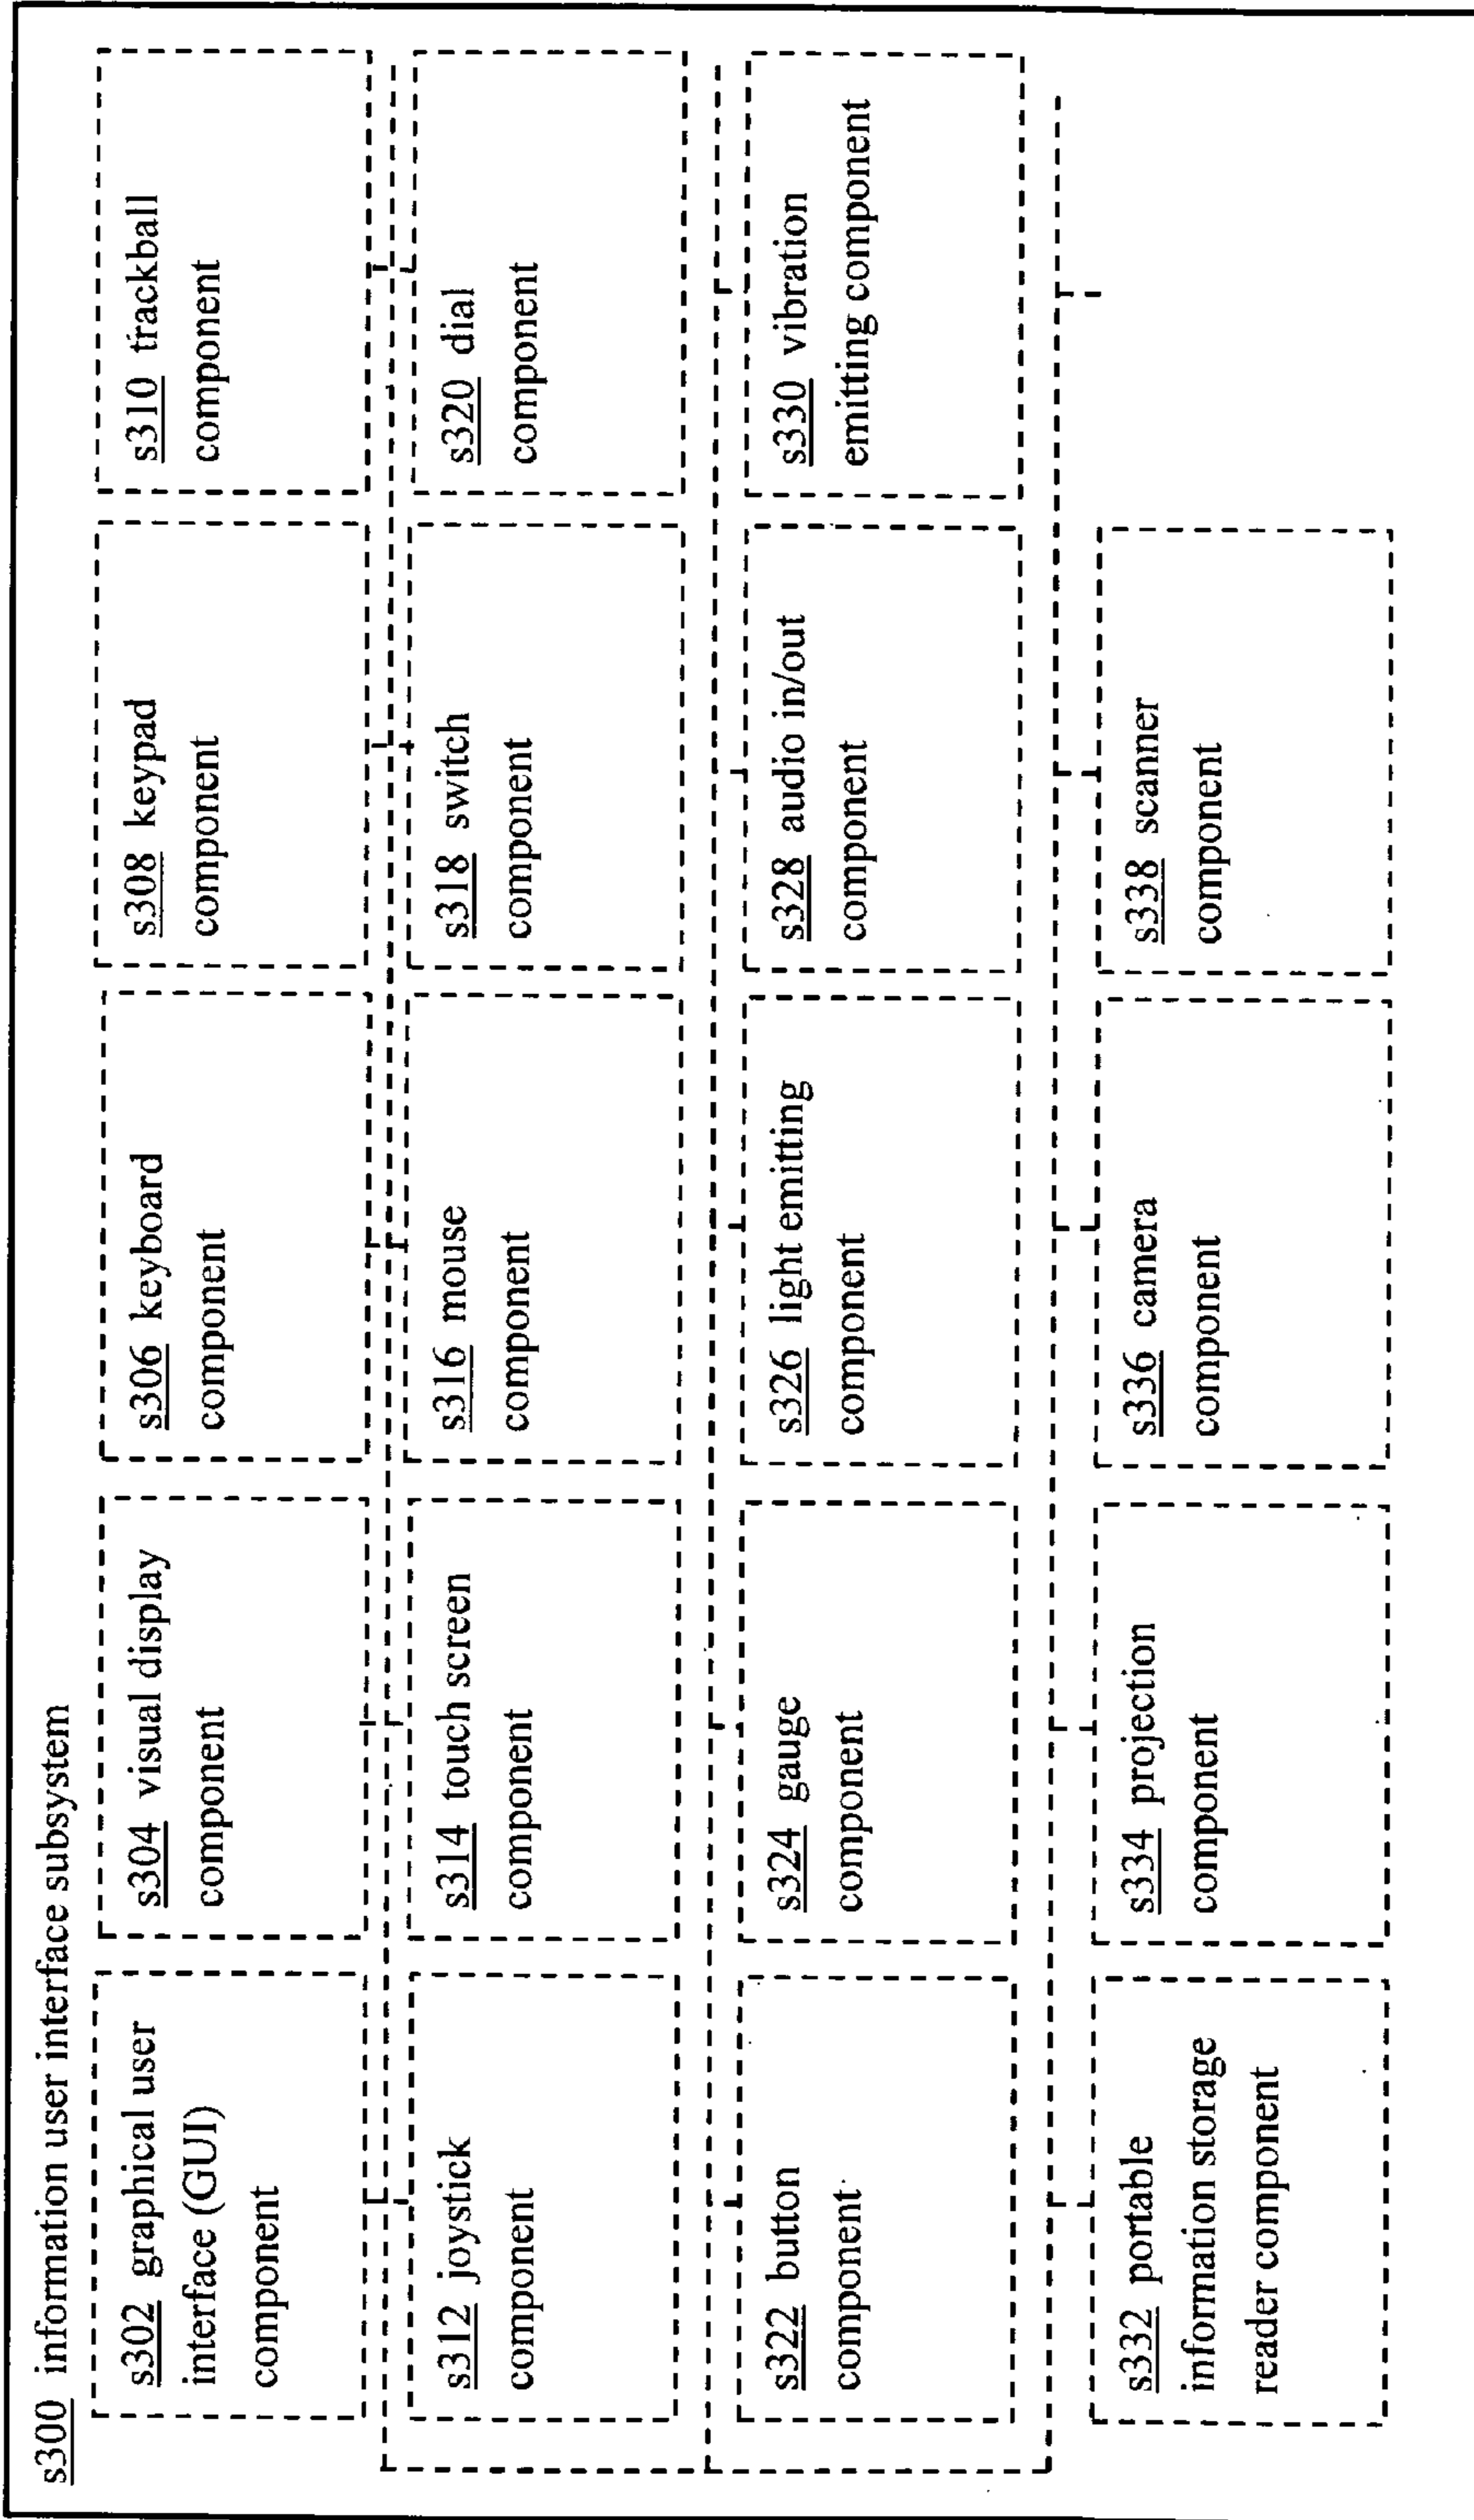 s300 information user interface subsystem
s302 graphical user
interface (GUI)
component
s304 visual display
component
s306 keyboard
component
s308 keypad
component
s310 trackball
component
s312 joystick
component
s314 touch screen
component
s316 mouse
component
s318 switch
component
s320 dial
component
s322 button
component
s324 gauge
component
s326 light emitting
component
s328 audio in/out
component
s330 vibration
emitting component
s332 portable
information storage
reader component
s334 projection
component
s336 camera
component
s338 scanner
component